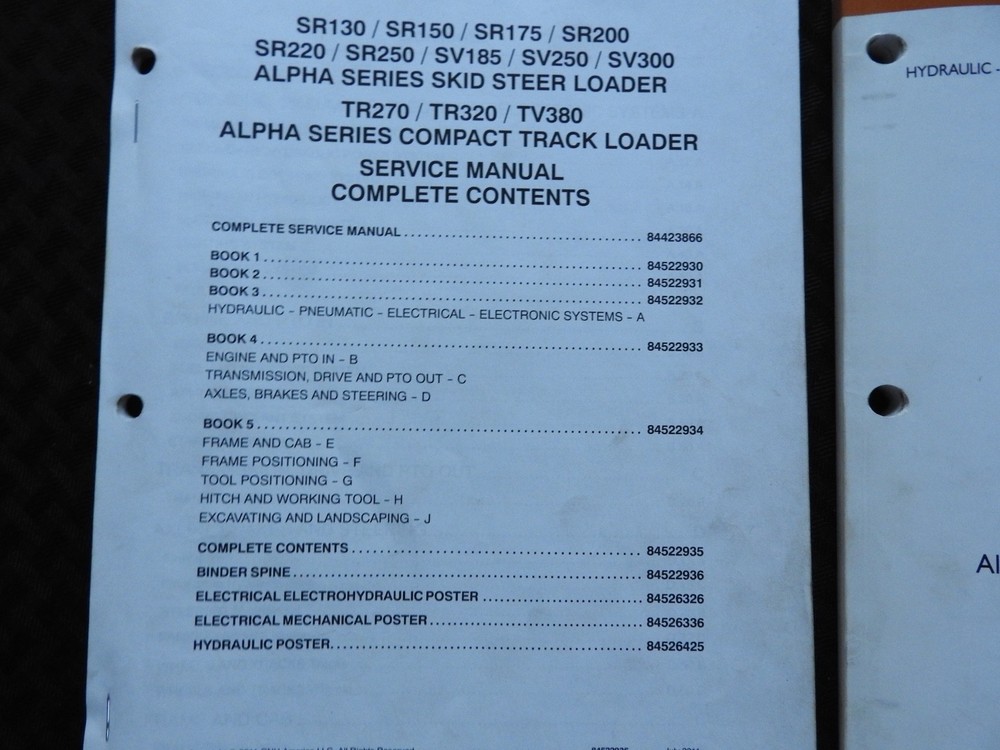 SR130 / SR150 / SR175 / SR200
SR220 / SR250 / SV185 / SV250 / SV300
ALPHA SERIES SKID STEER LOADER
TR270 / TR320 / TV380
ALPHA SERIES COMPACT TRACK LOADER
SERVICE MANUAL
COMPLETE CONTENTS
COMPLETE SERVICE MANUAL .................................... 84423866
BOOK 1 ........................................................ 84522930
BOOK 2 ........................................................ 84522931
BOOK 3 ........................................................ 84522932
HYDRAULIC - PNEUMATIC - ELECTRICAL - ELECTRONIC SYSTEMS - A
BOOK 4 ........................................................ 84522933
ENGINE AND PTO IN - B
TRANSMISSION, DRIVE AND PTO OUT - C
AXLES, BRAKES AND STEERING - D
BOOK 5 ........................................................ 84522934
FRAME AND CAB - E
FRAME POSITIONING - F
TOOL POSITIONING - G
HITCH AND WORKING TOOL - H
EXCAVATING AND LANDSCAPING - J
COMPLETE CONTENTS ........................................... 84522935
BINDER SPINE .................................................. 84522936
ELECTRICAL ELECTROHYDRAULIC POSTER ........................ 84526326
ELECTRICAL MECHANICAL POSTER ................................ 84526336
HYDRAULIC POSTER .............................................. 84526425
HYDRAULIC -
Al